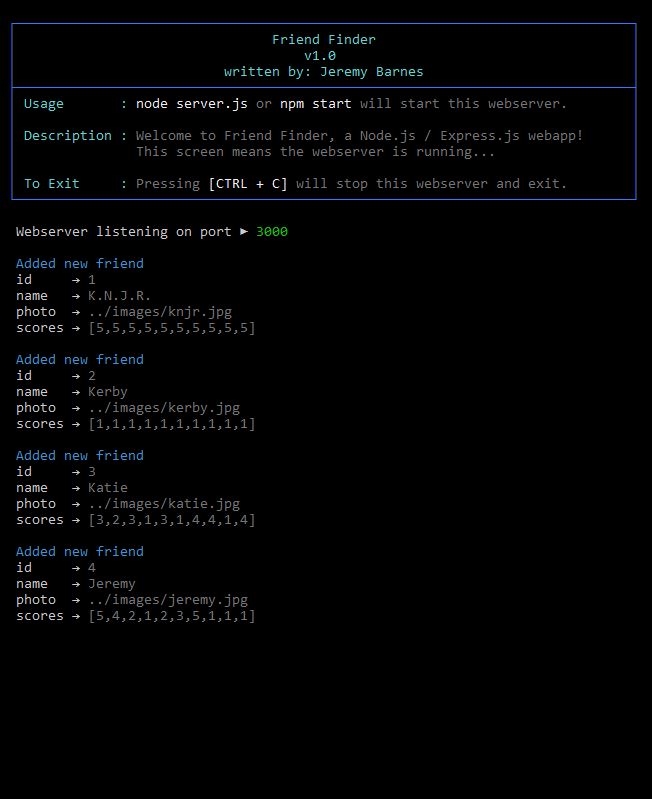 Friend Finder
v1.0
written by: Jeremy Barnes
Usage : node server.js or npm start will start this webserver.
Description : Welcome to Friend Finder, a Node.js / Express.js webapp!
This screen means the webserver is running...
To Exit : Pressing [CTRL + C] will stop this webserver and exit.
Webserver listening on port ► 3000
Added new friend
id → 1
name → K.N.J.R.
photo → ../images/knjr.jpg
scores → [5,5,5,5,5,5,5,5,5,5]
Added new friend
id → 2
name → Kerby
photo → ../images/kerby.jpg
scores → [1,1,1,1,1,1,1,1,1,1]
Added new friend
id → 3
name → Katie
photo → ../images/katie.jpg
scores → [3,2,3,1,3,1,4,4,1,4]
Added new friend
id → 4
name → Jeremy
photo → ../images/jeremy.jpg
scores → [5,4,2,1,2,3,5,1,1,1]